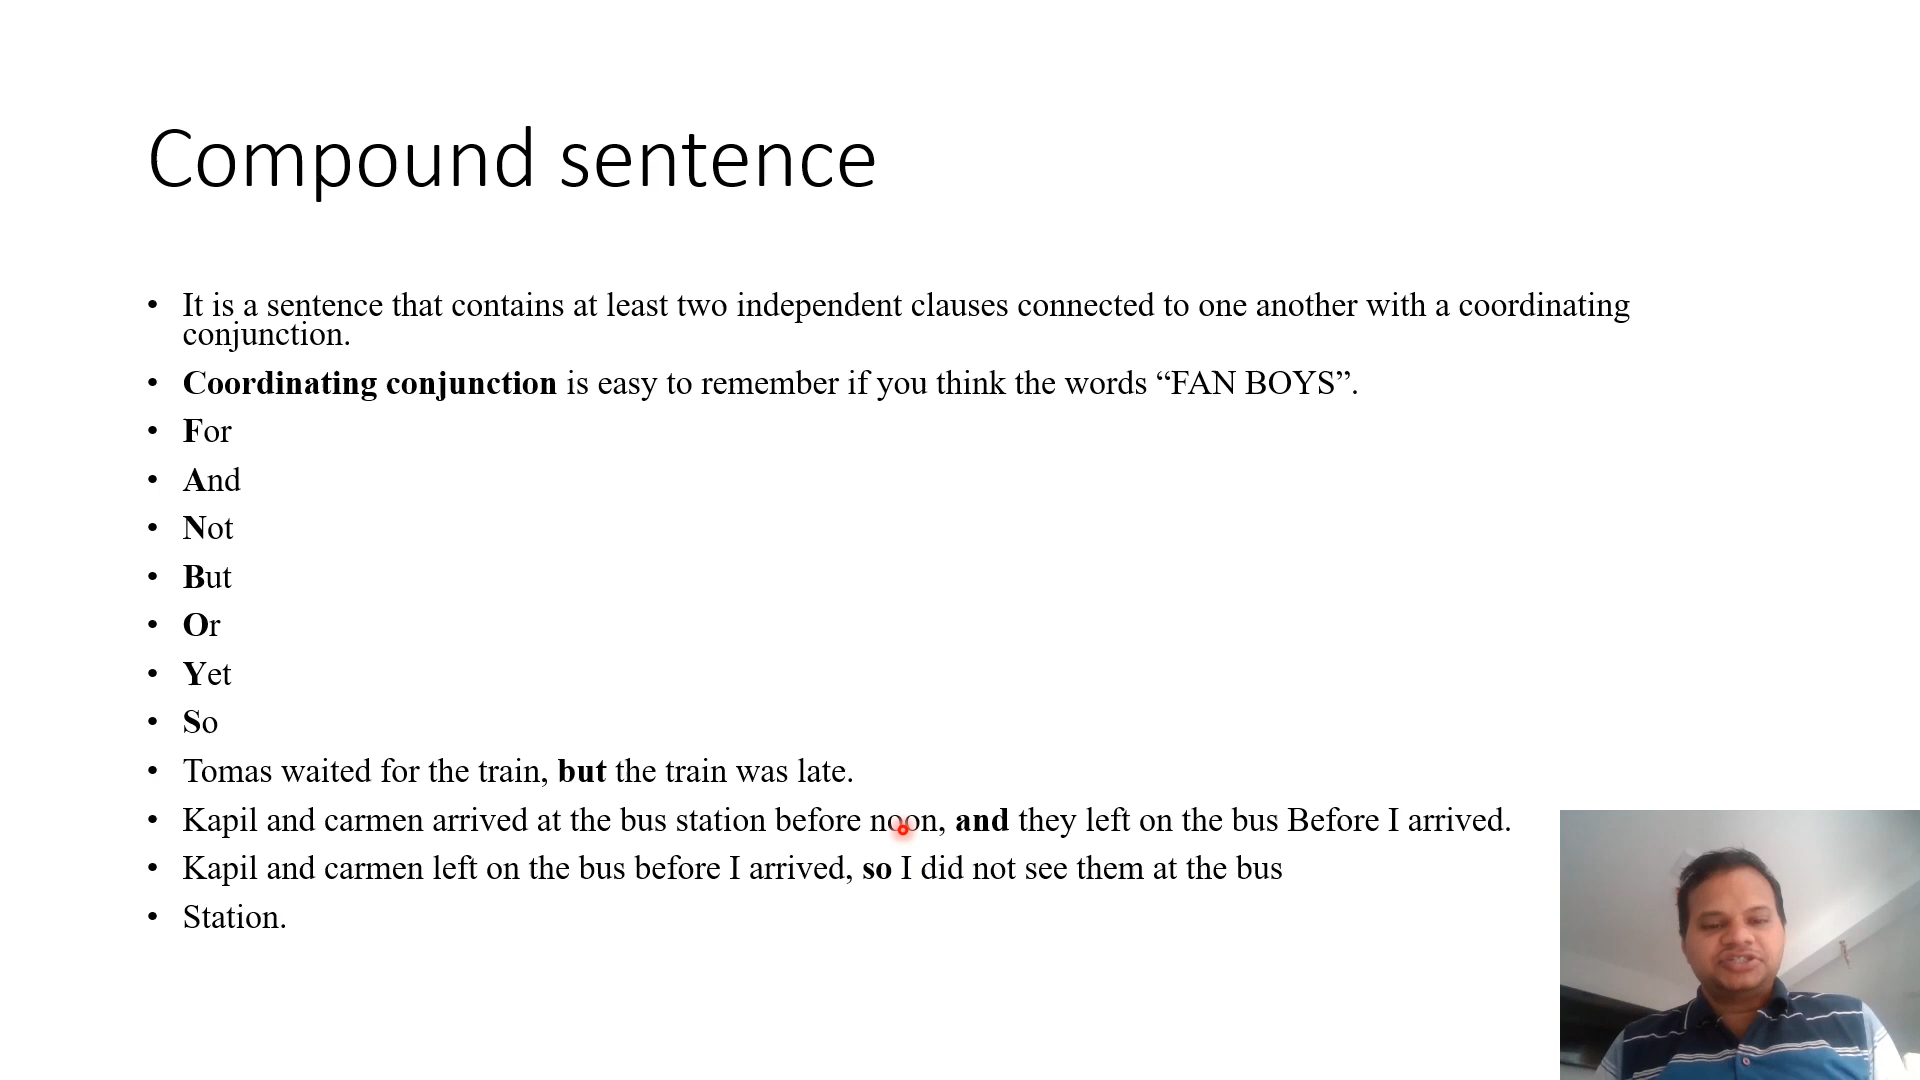 Compound sentence
• It is a sentence that contains at least two independent clauses connected to one another with a coordinating
conjunction.
• Coordinating conjunction is easy to remember if you think the words “FAN BOYS”.
• For
• And
• Not
• But
• Or
• Yet
• So
• Tomas waited for the train, but the train was late.
• Kapil and carmen arrived at the bus station before noon, and they left on the bus Before I arrived.
• Kapil and carmen left on the bus before I arrived, so I did not see them at the bus
• Station.